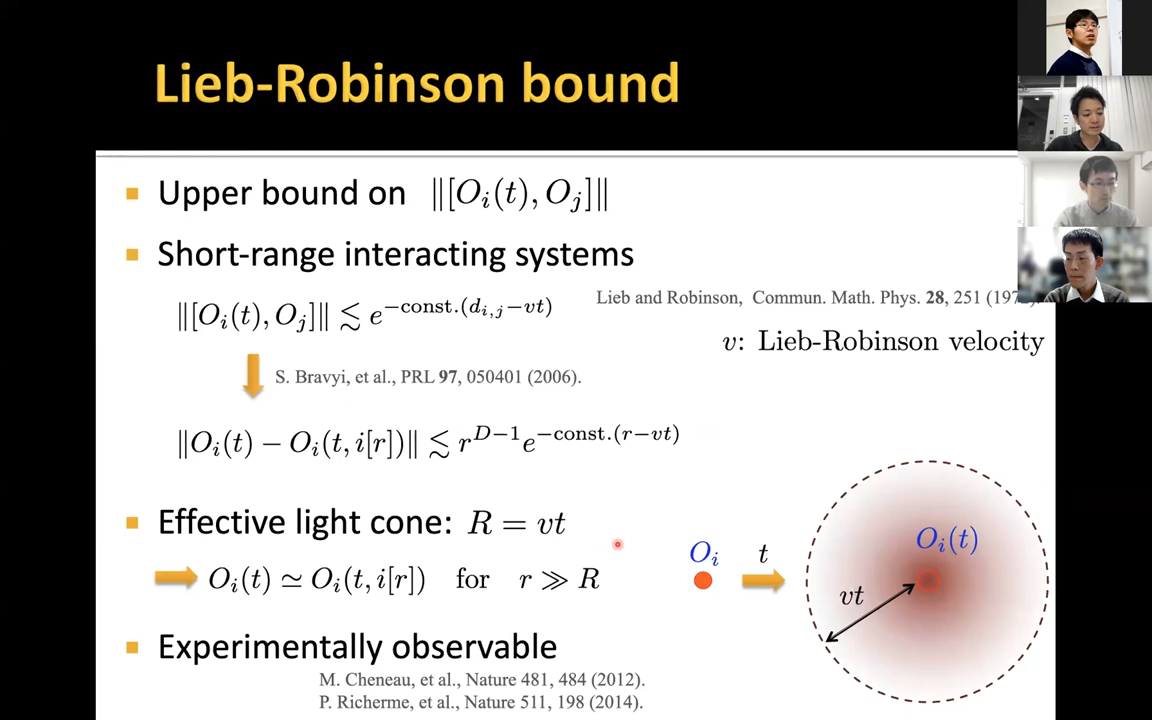 Lieb-Robinson bound
Upper bound on ‖[O_i(t), O_j]‖
Short-range interacting systems
Lieb and Robinson, Commun. Math. Phys. 28, 251
‖[O_i(t), O_j]‖ ≲ e^{-const.(d_{i,j}-vt)}
v: Lieb-Robinson velocity
S. Bravyi, et al., PRL 97, 050401 (2006).
‖O_i(t) − O_i(t, i[r])‖ ≲ r^{D−1}e^{-const.(r−vt)}
Effective light cone: R = vt
O_i(t) ≃ O_i(t, i[r]) for r ≫ R
O_i
t
O_i(t)
vt
Experimentally observable
M. Cheneau, et al., Nature 481, 484 (2012).
P. Richerme, et al., Nature 511, 198 (2014).